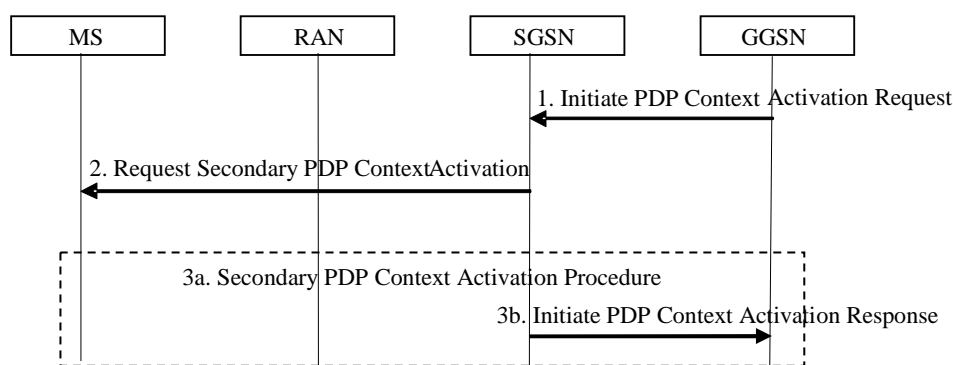 MS RAN SGSN GGSN
1. Initiate PDP Context Activation Request
2. Request Secondary PDP ContextActivation
3a. Secondary PDP Context Activation Procedure
3b. Initiate PDP Context Activation Response